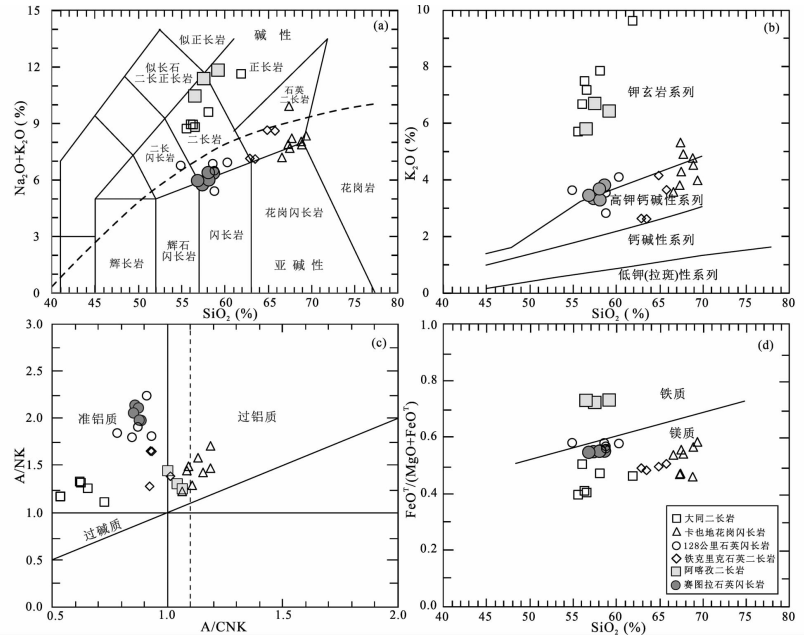 (a)
15
12
9
6
3
0
Na₂O+K₂O (%)
40
50
60
70
80
SiO₂ (%)
碱 性
似正长岩
似长石
二长正长岩
正长岩
石英
二长岩
二长岩
二长
闪长岩
花岗岩
花岗闪长岩
闪长岩
辉石
闪长岩
辉长岩
亚 碱 性
(b)
10
8
6
4
2
0
K₂O (%)
40
45
50
55
60
65
70
75
80
SiO₂ (%)
钾玄岩系列
高钾钙碱性系列
钙碱性系列
低钾(拉斑)性系列
(c)
3.0
2.5
2.0
1.5
1.0
0.5
0.0
A/NK
0.5
1.0
1.5
2.0
A/CNK
准铝质
过铝质
过碱质
(d)
1.0
0.8
0.6
0.4
0.2
0.0
FeOᵀ/(MgO+FeOᵀ)
40
45
50
55
60
65
70
75
80
SiO₂ (%)
铁质
镁质
大同二长岩
卡也地花岗闪长岩
128公里石英闪长岩
铁克里克石英二长岩
阿喀孜二长岩
赛图拉石英闪长岩